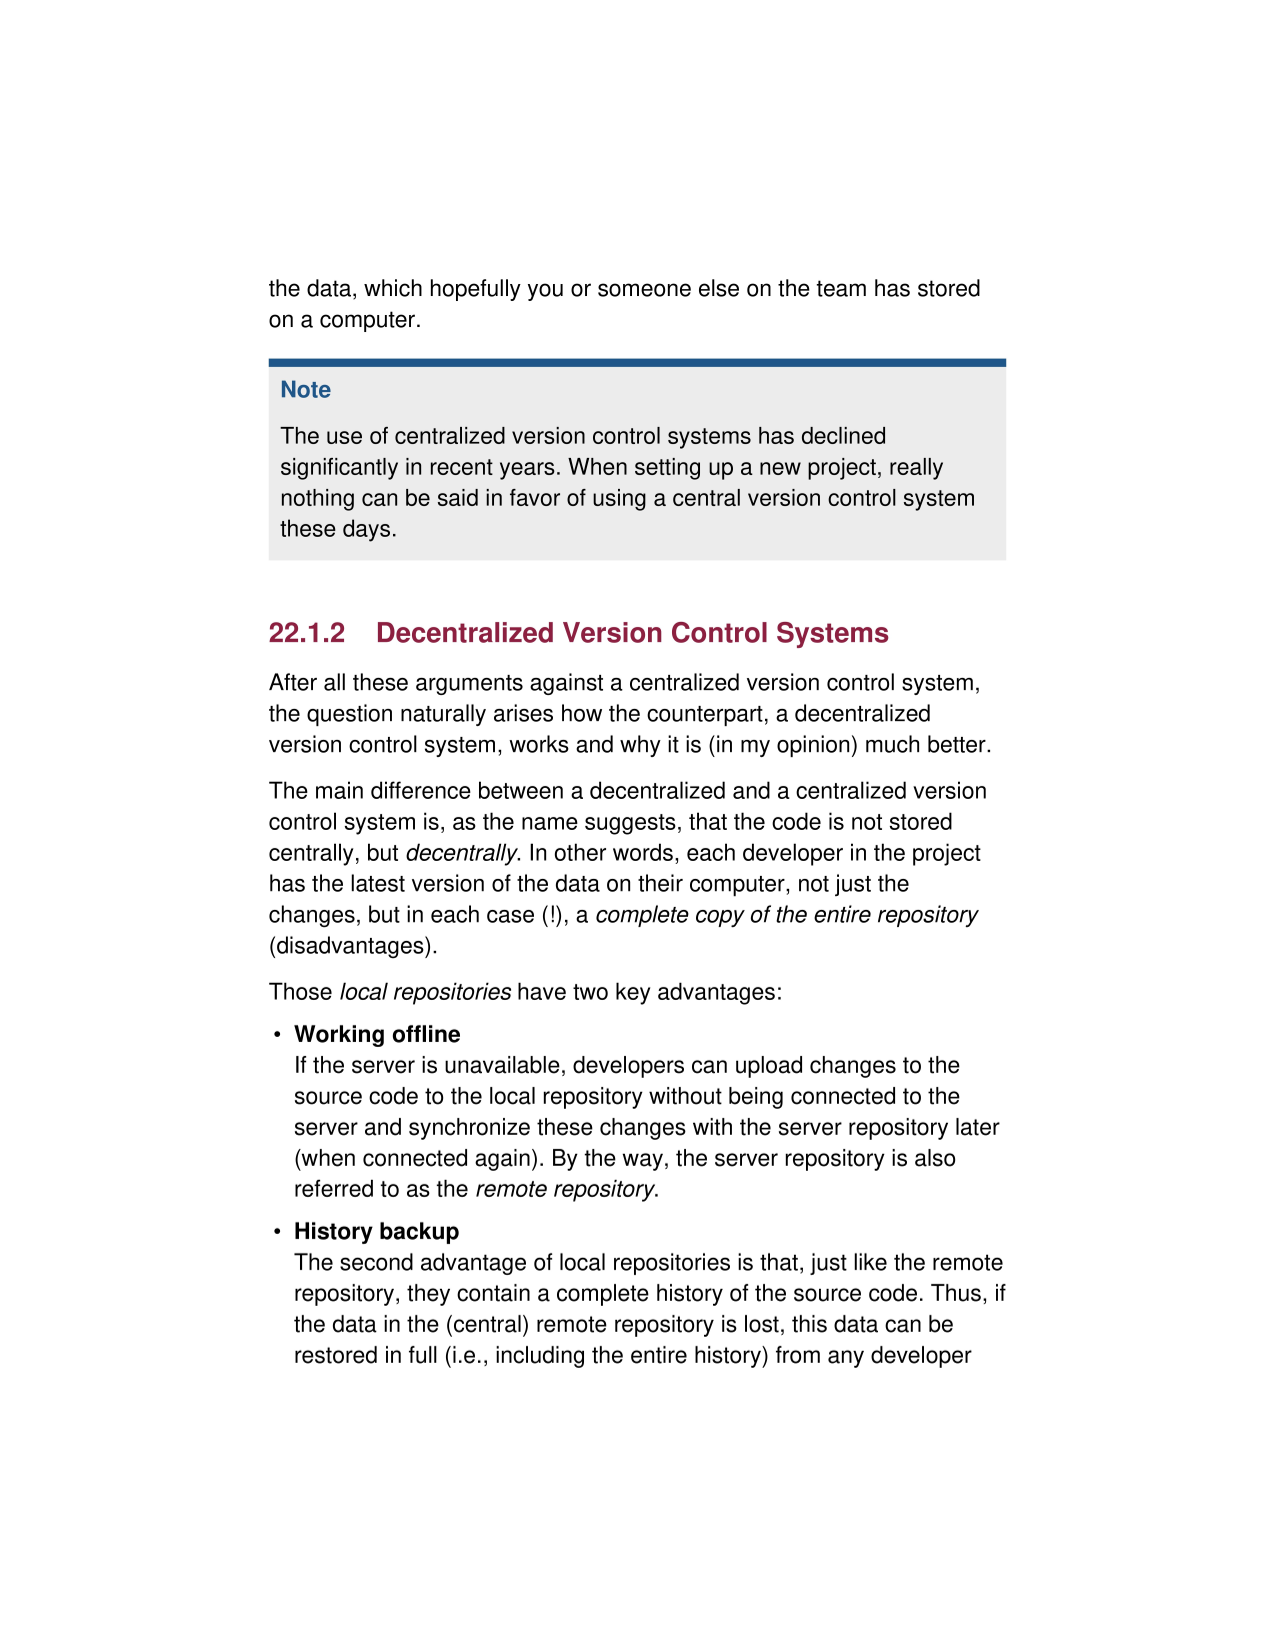 the data, which hopefully you or someone else on the team has stored
on a computer.
Note
The use of centralized version control systems has declined
significantly in recent years. When setting up a new project, really
nothing can be said in favor of using a central version control system
these days.
22.1.2 Decentralized Version Control Systems
After all these arguments against a centralized version control system,
the question naturally arises how the counterpart, a decentralized
version control system, works and why it is (in my opinion) much better.
The main difference between a decentralized and a centralized version
control system is, as the name suggests, that the code is not stored
centrally, but decentrally. In other words, each developer in the project
has the latest version of the data on their computer, not just the
changes, but in each case (!), a complete copy of the entire repository
(disadvantages).
Those local repositories have two key advantages:
• Working offline
If the server is unavailable, developers can upload changes to the
source code to the local repository without being connected to the
server and synchronize these changes with the server repository later
(when connected again). By the way, the server repository is also
referred to as the remote repository.
• History backup
The second advantage of local repositories is that, just like the remote
repository, they contain a complete history of the source code. Thus, if
the data in the (central) remote repository is lost, this data can be
restored in full (i.e., including the entire history) from any developer